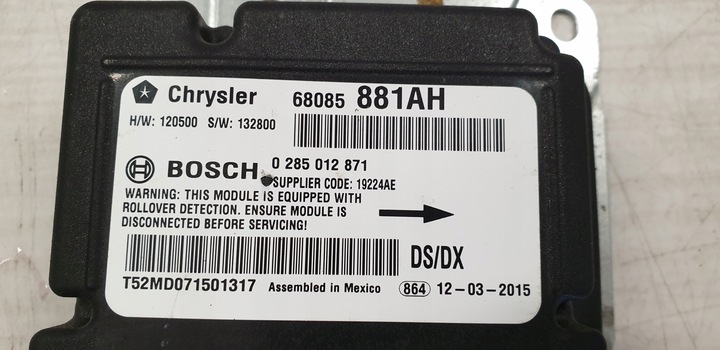 Chrysler 68085 881AH
H/W: 120500 S/W: 132800
BOSCH 0 285 012 871
SUPPLIER CODE: 19224AE
WARNING: THIS MODULE IS EQUIPPED WITH
ROLLOVER DETECTION. ENSURE MODULE IS
DISCONNECTED BEFORE SERVICING!
DS/DX
T52MD071501317 Assembled in Mexico 864 12-03-2015